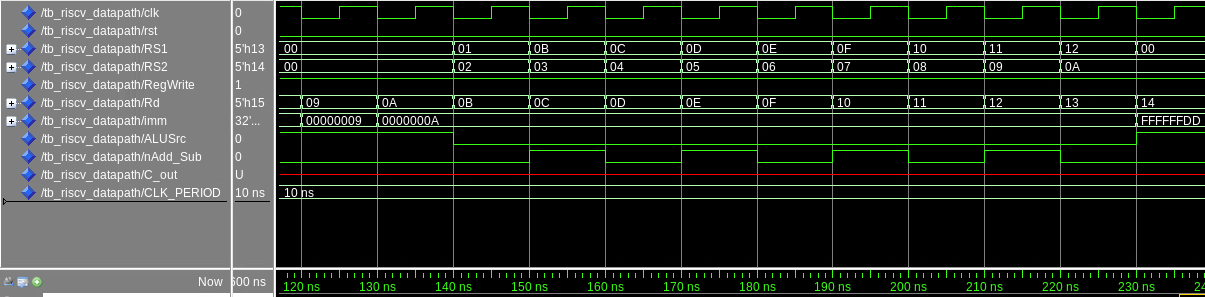 /tb_riscv_datapath/clk 0
/tb_riscv_datapath/rst 0
/tb_riscv_datapath/RS1 5'h13 00 01 0B 0C 0D 0E 0F 10 11 12 00
/tb_riscv_datapath/RS2 5'h14 00 02 03 04 05 06 07 08 09 0A
/tb_riscv_datapath/RegWrite 1
/tb_riscv_datapath/Rd 5'h15 09 0A 0B 0C 0D 0E 0F 10 11 12 13 14
/tb_riscv_datapath/imm 32'... 00000009 0000000A FFFFFFDD
/tb_riscv_datapath/ALUSrc 0
/tb_riscv_datapath/nAdd_Sub 0
/tb_riscv_datapath/C_out U
/tb_riscv_datapath/CLK_PERIOD 10 ns 10 ns
Now 600 ns 120 ns 130 ns 140 ns 150 ns 160 ns 170 ns 180 ns 190 ns 200 ns 210 ns 220 ns 230 ns 24